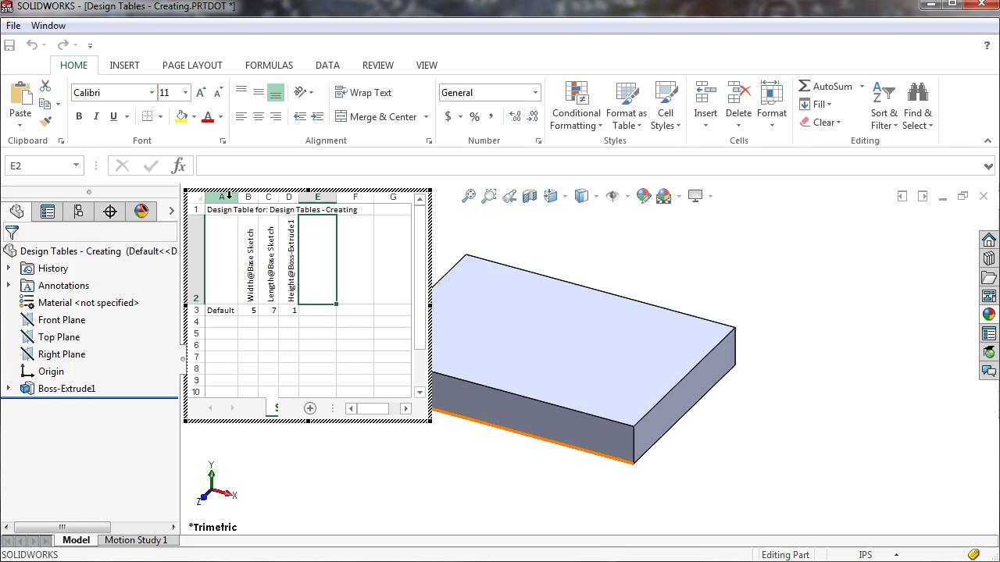 SOLIDWORKS - [Design Tables - Creating.PRTDOT *]
File Window
?
HOME INSERT PAGE LAYOUT FORMULAS DATA REVIEW VIEW
Calibri 11 A A Wrap Text General AutoSum
Paste Conditional Formatting Format as Table Cell Styles Insert Delete Format Fill Sort & Filter Find & Select
B I U A Merge & Center $ % , Clear
Clipboard Font Alignment Number Styles Cells Editing
E2 fx
A B C D E F G
1 Design Table for: Design Tables - Creating
2 Width@Base Sketch Length@Base Sketch Height@Boss-Extrude1
3 Default 5 7 1
4
5
6
7
8
9
10
S
Design Tables - Creating (Default<<D
History
Annotations
Material <not specified>
Front Plane
Top Plane
Right Plane
Origin
Boss-Extrude1
Y
X
Z
*Trimetric
Model Motion Study 1
SOLIDWORKS Editing Part IPS